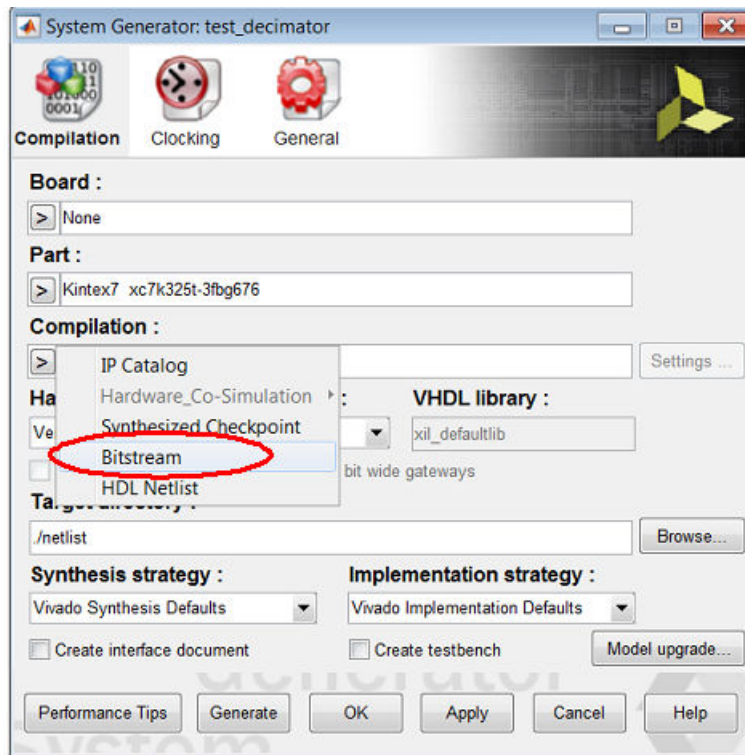 System Generator: test_decimator
Compilation Clocking General
Board :
> None
Part :
> Kintex7 xc7k325t-3fbg676
Compilation :
> Settings ...
IP Catalog
Ha Hardware_Co-Simulation : VHDL library :
Ve Synthesized Checkpoint xil_defaultlib
Bitstream bit wide gateways
HDL Netlist
./netlist Browse...
Synthesis strategy : Implementation strategy :
Vivado Synthesis Defaults Vivado Implementation Defaults
Create interface document Create testbench Model upgrade...
Performance Tips Generate OK Apply Cancel Help